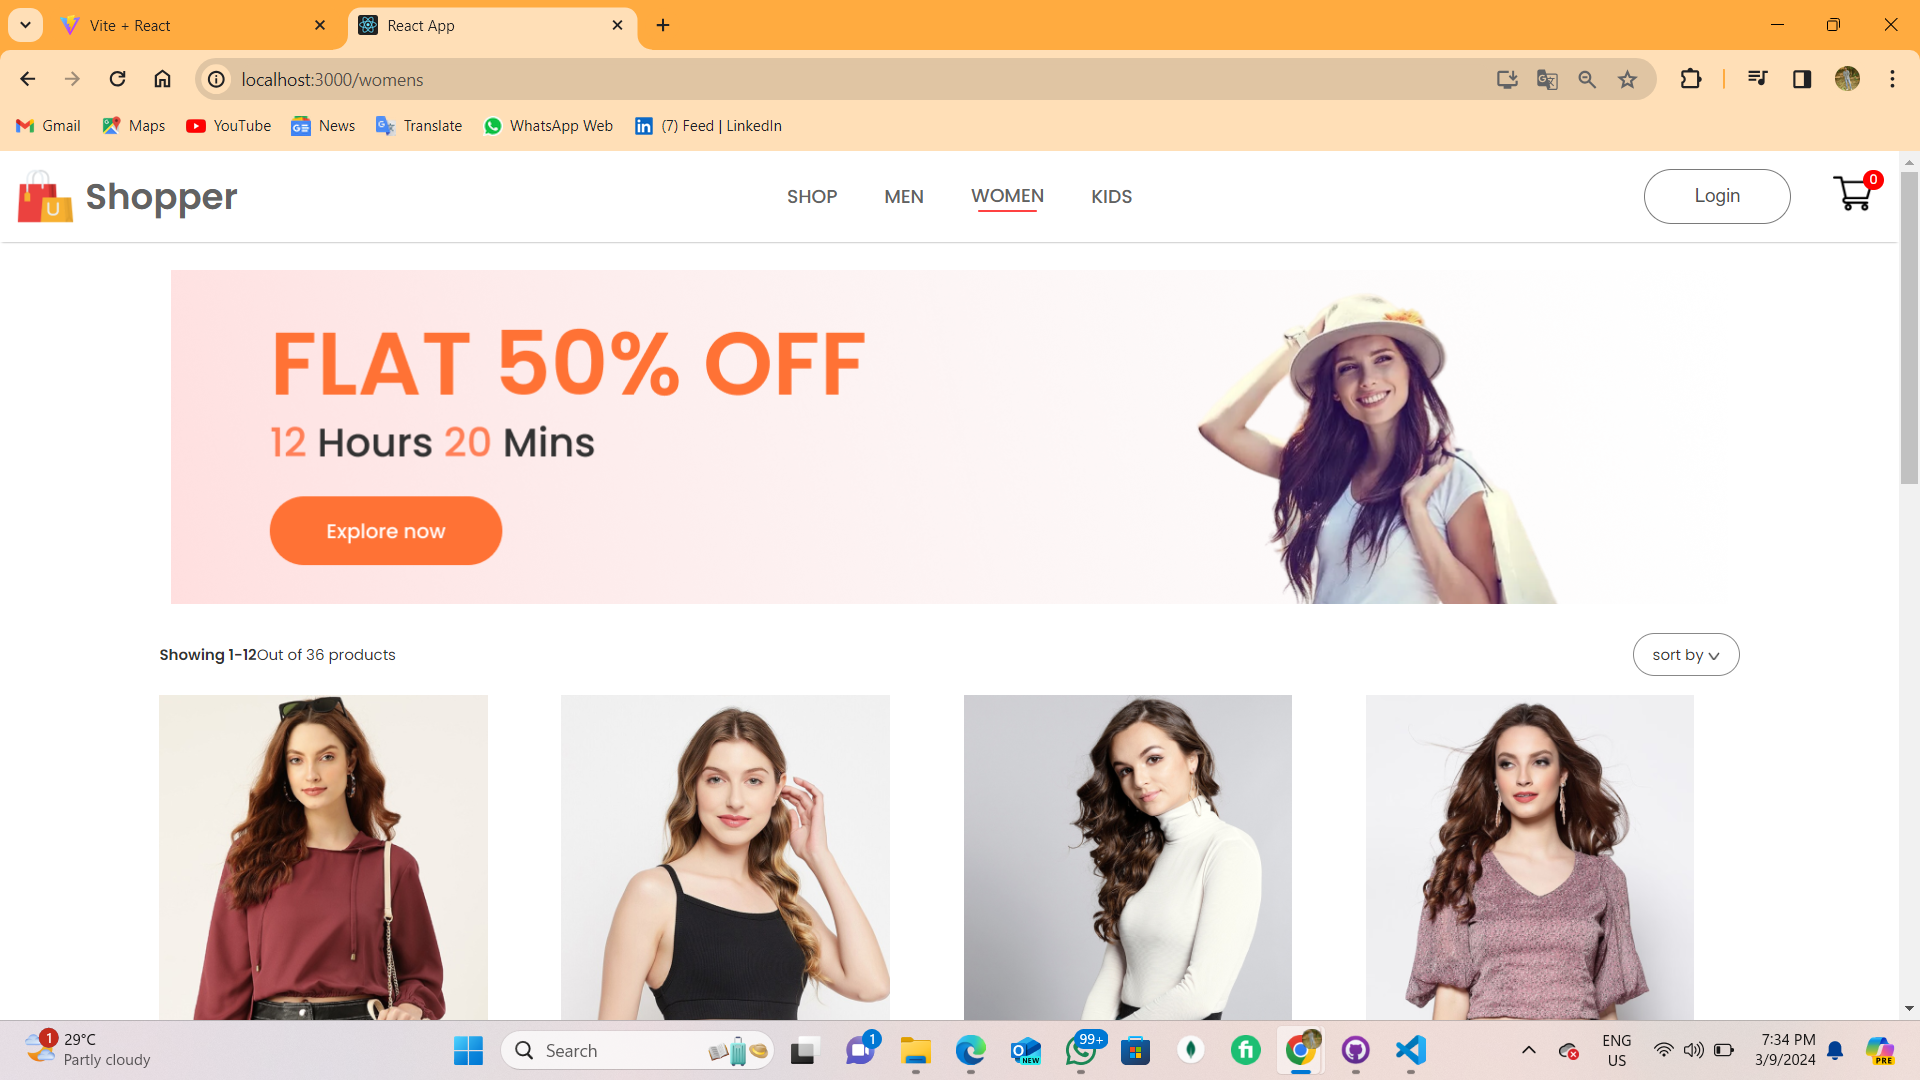 Vite + React
React App
localhost:3000/womens
Gmail
Maps
YouTube
News
Translate
WhatsApp Web
(7) Feed | LinkedIn
U
Shopper
SHOP
MEN
WOMEN
KIDS
Login
0
FLAT 50% OFF
12 Hours 20 Mins
Explore now
Showing 1-12Out of 36 products
sort by
1
29°C
Partly cloudy
Search
1
NEW
99+
ENG
US
7:34 PM
3/9/2024
PRE